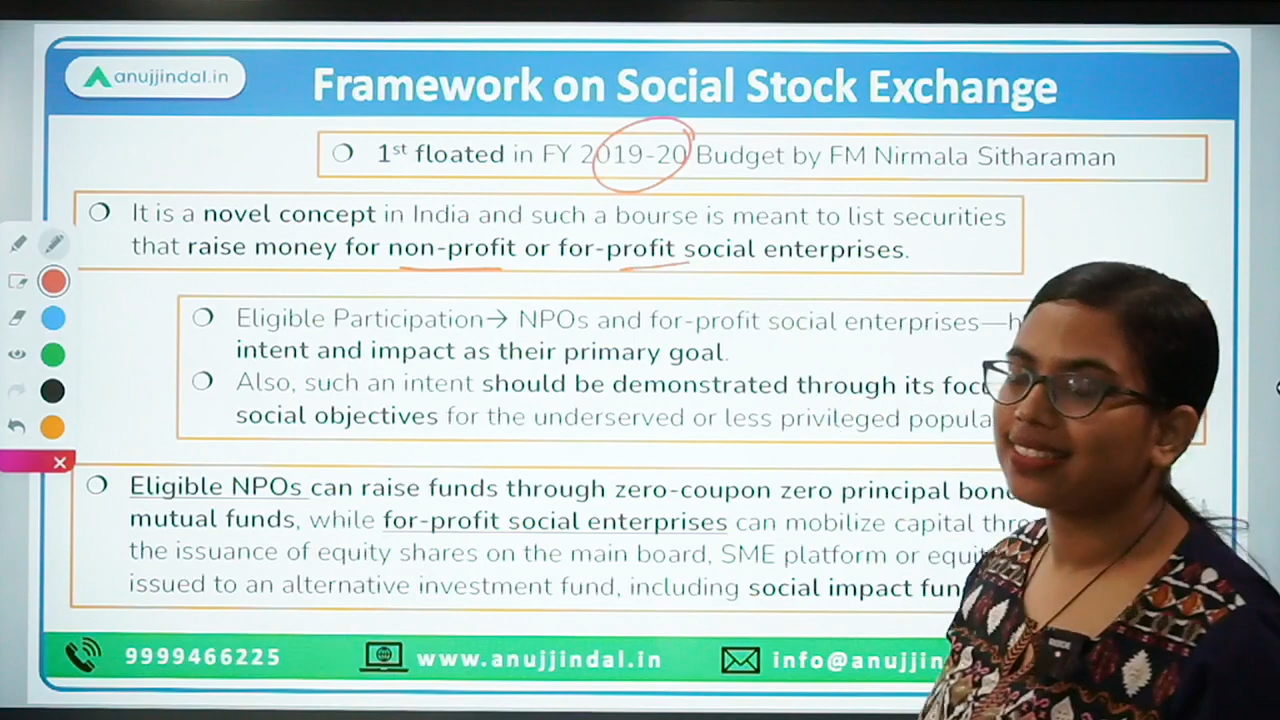 anujjindal.in
Framework on Social Stock Exchange
1st floated in FY 2019-20 Budget by FM Nirmala Sitharaman
It is a novel concept in India and such a bourse is meant to list securities
that raise money for non-profit or for-profit social enterprises.
Eligible Participation→ NPOs and for-profit social enterprises—
intent and impact as their primary goal.
Also, such an intent should be demonstrated through its
social objectives for the underserved or less privileged
Eligible NPOs can raise funds through zero-coupon zero principal
mutual funds, while for-profit social enterprises can mobilize capital
the issuance of equity shares on the main board, SME platform or
issued to an alternative investment fund, including social impact
9999466225
www.anujjindal.in